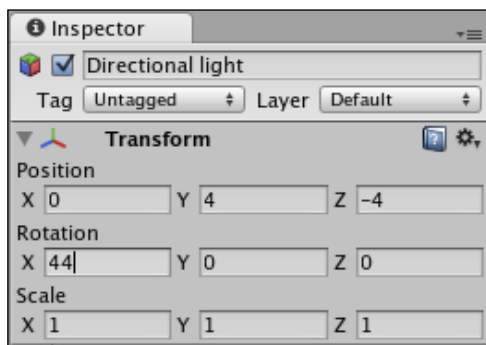 Inspector
Directional light
Tag Untagged Layer Default
Transform
Position
X 0 Y 4 Z -4
Rotation
X 44 Y 0 Z 0
Scale
X 1 Y 1 Z 1